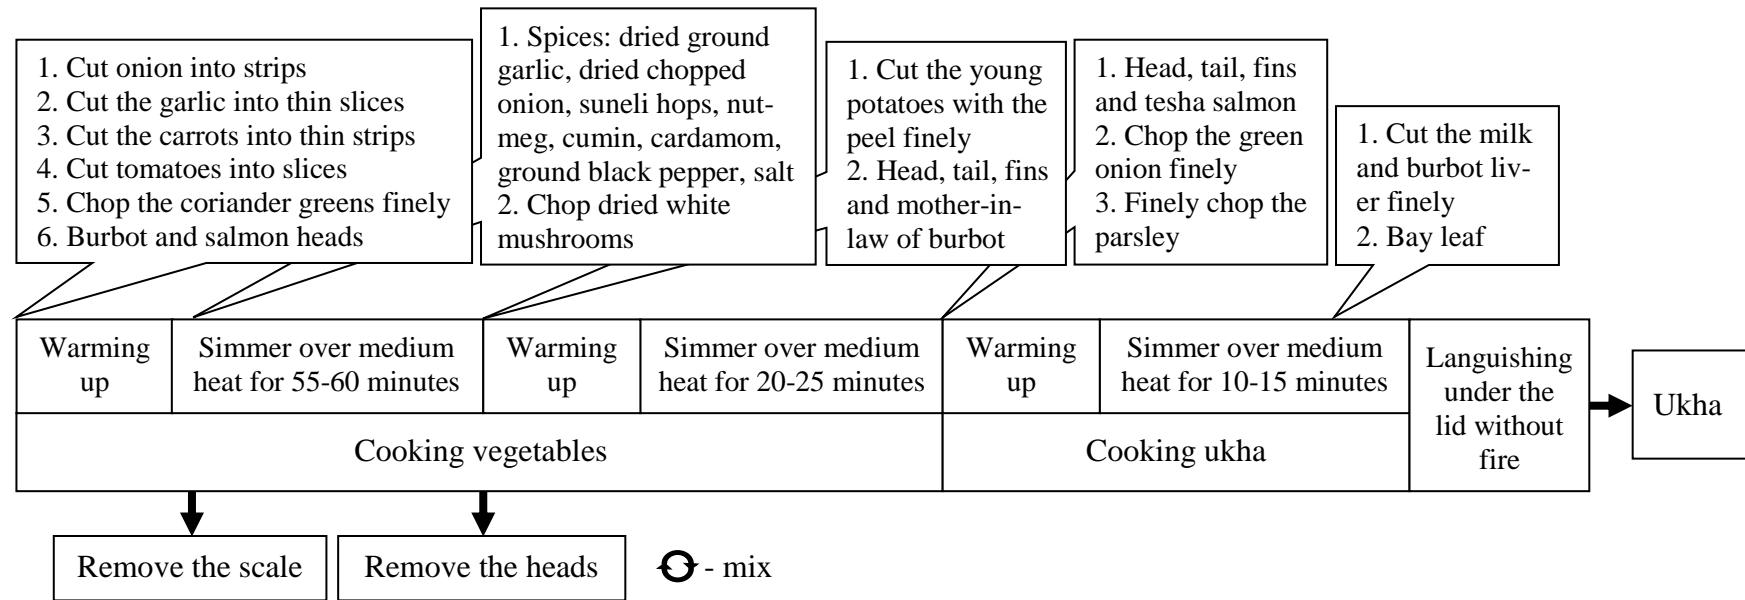 1. Cut onion into strips
2. Cut the garlic into thin slices
3. Cut the carrots into thin strips
4. Cut tomatoes into slices
5. Chop the coriander greens finely
6. Burbot and salmon heads
1. Spices: dried ground
garlic, dried chopped
onion, suneli hops, nut-
meg, cumin, cardamom,
ground black pepper, salt
2. Chop dried white
mushrooms
1. Cut the young
potatoes with the
peel finely
2. Head, tail, fins
and mother-in-
law of burbot
1. Head, tail, fins
and tesha salmon
2. Chop the green
onion finely
3. Finely chop the
parsley
1. Cut the milk
and burbot liv-
er finely
2. Bay leaf
Warming
up
Simmer over medium
heat for 55-60 minutes
Warming
up
Simmer over medium
heat for 20-25 minutes
Warming
up
Simmer over medium
heat for 10-15 minutes
Languishing
under the
lid without
fire
Ukha
Cooking vegetables
Cooking ukha
Remove the scale
Remove the heads
- mix